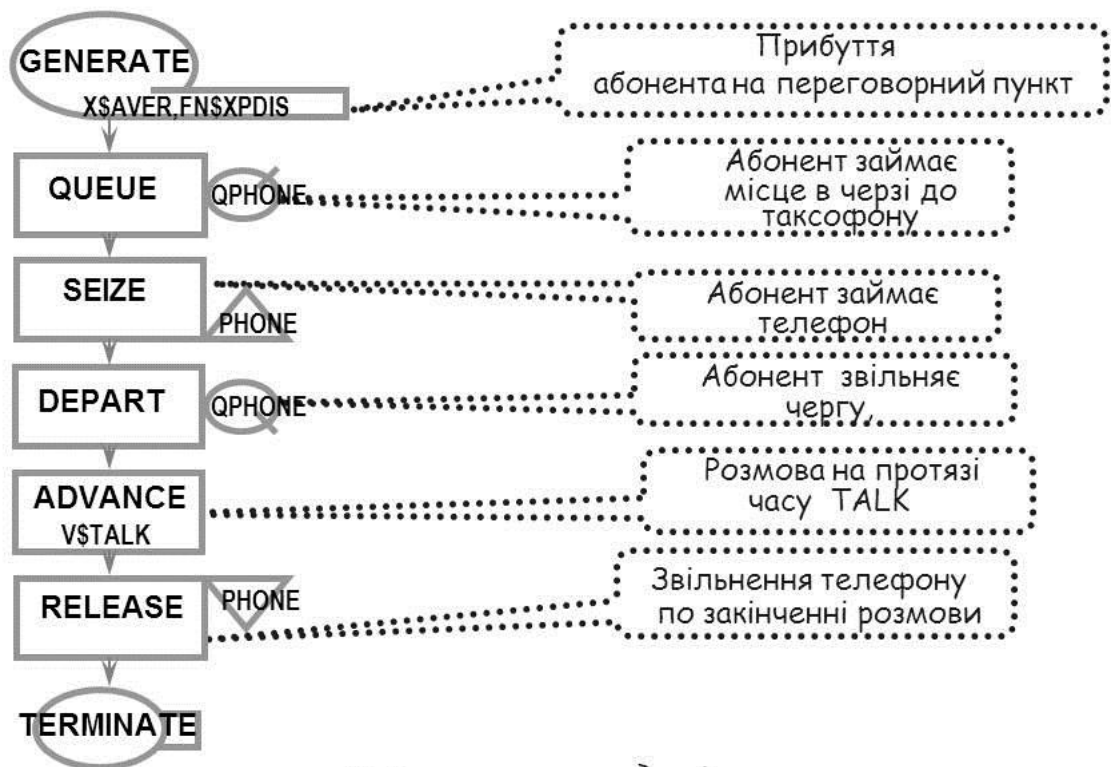 GENERATE
X$AVER,FN$XPDIS
Прибуття
абонента на переговорний пункт
QUEUE
QPHONE
Абонент займає
місце в черзі до
таксофону
SEIZE
PHONE
Абонент займає
телефон
DEPART
QPHONE
Абонент звільняє
чергу,
ADVANCE
V$TALK
Розмова на протязі
часу TALK
RELEASE
PHONE
Звільнення телефону
по закінченні розмови
TERMINATE